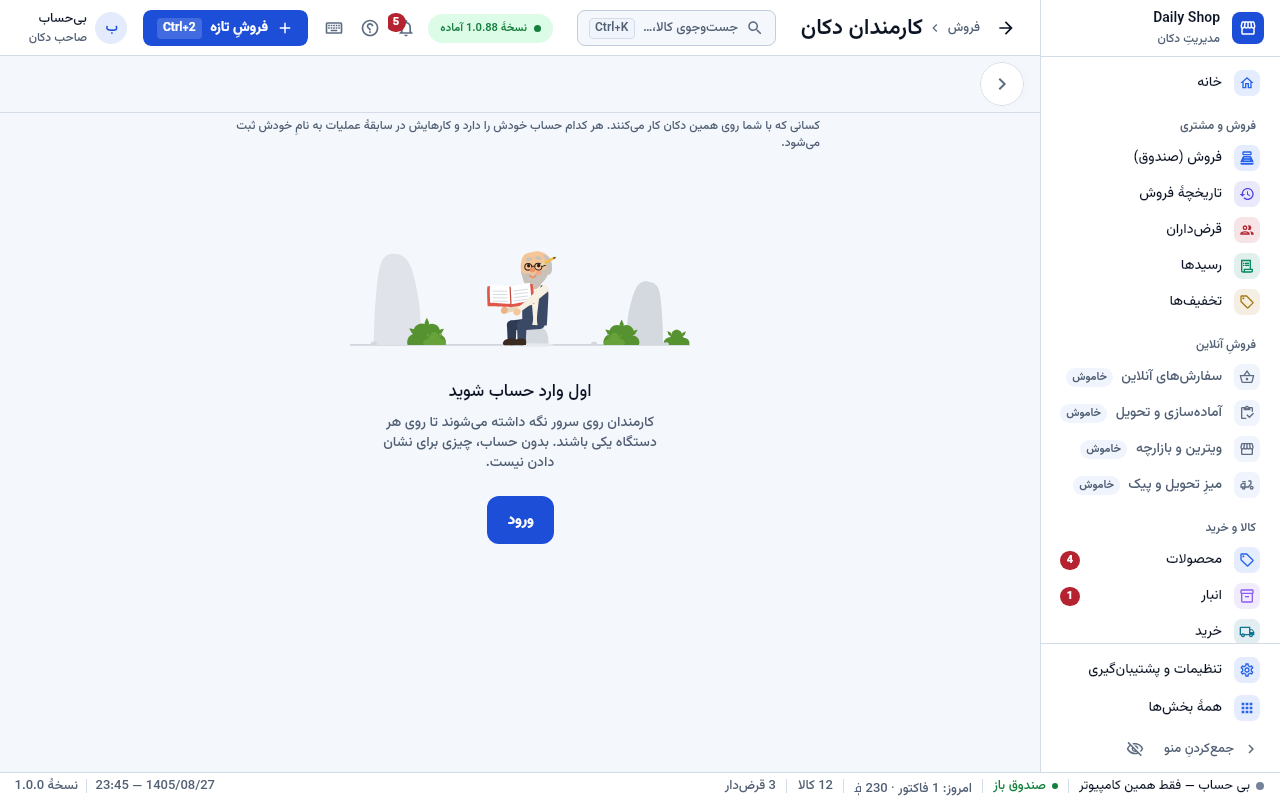 Daily Shop
مدیریتِ دکان
فروش
کارمندان دکان
جست‌وجوی کالا،…
Ctrl+K
نسخهٔ 1.0.88 آماده
5
فروشِ تازه
Ctrl+2
بی‌حساب
صاحب دکان
ب
خانه
فروش و مشتری
فروش (صندوق)
تاریخچهٔ فروش
قرض‌داران
رسیدها
تخفیف‌ها
فروشِ آنلاین
سفارش‌های آنلاین
خاموش
آماده‌سازی و تحویل
خاموش
ویترین و بازارچه
خاموش
میزِ تحویل و پیک
خاموش
کالا و خرید
محصولات
4
انبار
1
خرید
تنظیمات و پشتیبان‌گیری
همهٔ بخش‌ها
جمع‌کردنِ منو
کسانی که با شما روی همین دکان کار می‌کنند. هر کدام حساب خودش را دارد و کارهایش در سابقهٔ عملیات به نامِ خودش ثبت
می‌شود.
اول وارد حساب شوید
کارمندان روی سرور نگه داشته می‌شوند تا روی هر
دستگاه یکی باشند. بدون حساب، چیزی برای نشان
دادن نیست.
ورود
بی حساب — فقط همین کامپیوتر
صندوق باز
امروز: 1 فاکتور · 230
12 کالا
3 قرض‌دار
1405/08/27 — 23:45
نسخهٔ 1.0.0